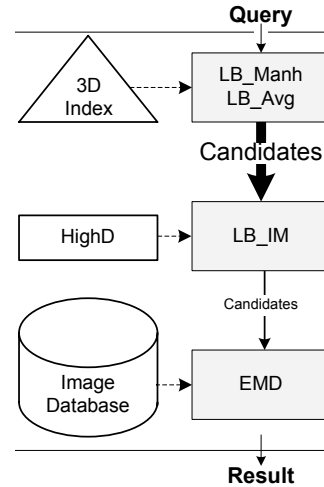 Query
3D
Index
LB_Manh
LB_Avg
Candidates
HighD
LB_IM
Candidates
Image
Database
EMD
Result